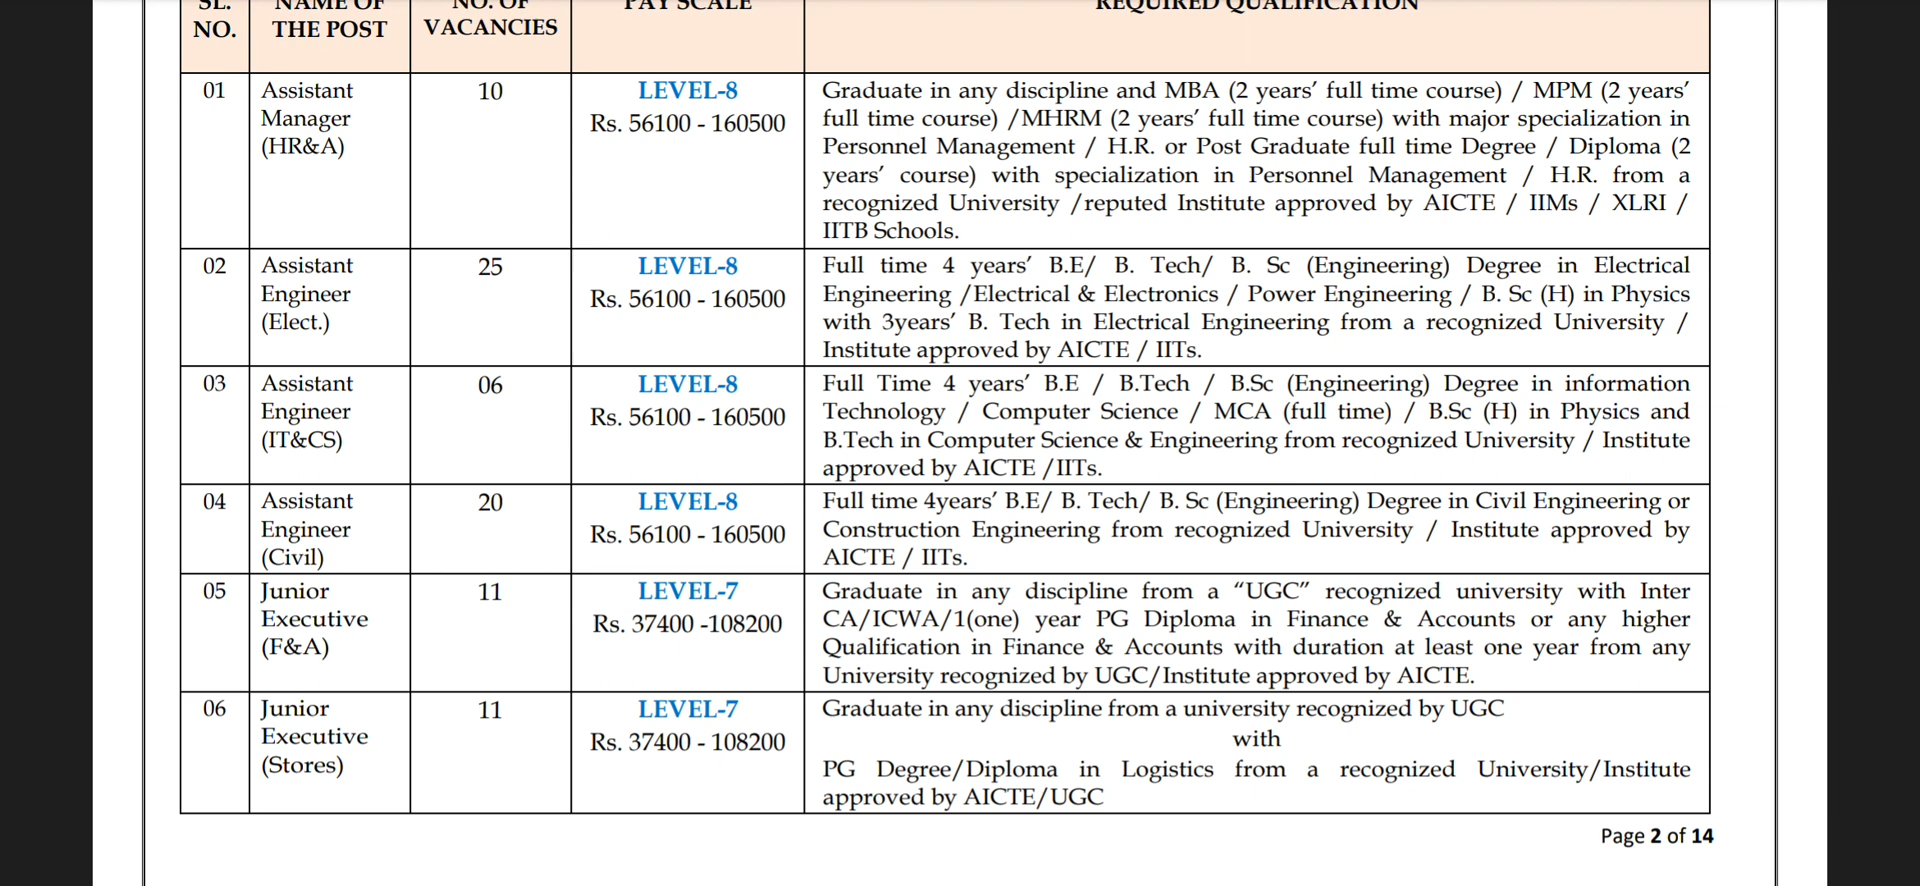 SL. NAME OF NO. OF PAY SCALE REQUIRED QUALIFICATION
NO. THE POST VACANCIES
01 Assistant 10 LEVEL-8 Graduate in any discipline and MBA (2 years’ full time course) / MPM (2 years’
Manager Rs. 56100 - 160500 full time course) /MHRM (2 years’ full time course) with major specialization in
(HR&A) Personnel Management / H.R. or Post Graduate full time Degree / Diploma (2
years’ course) with specialization in Personnel Management / H.R. from a
recognized University /reputed Institute approved by AICTE / IIMs / XLRI /
IITB Schools.
02 Assistant 25 LEVEL-8 Full time 4 years’ B.E/ B. Tech/ B. Sc (Engineering) Degree in Electrical
Engineer Rs. 56100 - 160500 Engineering /Electrical & Electronics / Power Engineering / B. Sc (H) in Physics
(Elect.) with 3years’ B. Tech in Electrical Engineering from a recognized University /
Institute approved by AICTE / IITs.
03 Assistant 06 LEVEL-8 Full Time 4 years’ B.E / B.Tech / B.Sc (Engineering) Degree in information
Engineer Rs. 56100 - 160500 Technology / Computer Science / MCA (full time) / B.Sc (H) in Physics and
(IT&CS) B.Tech in Computer Science & Engineering from recognized University / Institute
approved by AICTE /IITs.
04 Assistant 20 LEVEL-8 Full time 4years’ B.E/ B. Tech/ B. Sc (Engineering) Degree in Civil Engineering or
Engineer Rs. 56100 - 160500 Construction Engineering from recognized University / Institute approved by
(Civil) AICTE / IITs.
05 Junior 11 LEVEL-7 Graduate in any discipline from a “UGC” recognized university with Inter
Executive Rs. 37400 -108200 CA/ICWA/1(one) year PG Diploma in Finance & Accounts or any higher
(F&A) Qualification in Finance & Accounts with duration at least one year from any
University recognized by UGC/Institute approved by AICTE.
06 Junior 11 LEVEL-7 Graduate in any discipline from a university recognized by UGC
Executive Rs. 37400 - 108200 with
(Stores) PG Degree/Diploma in Logistics from a recognized University/Institute
approved by AICTE/UGC
Page 2 of 14